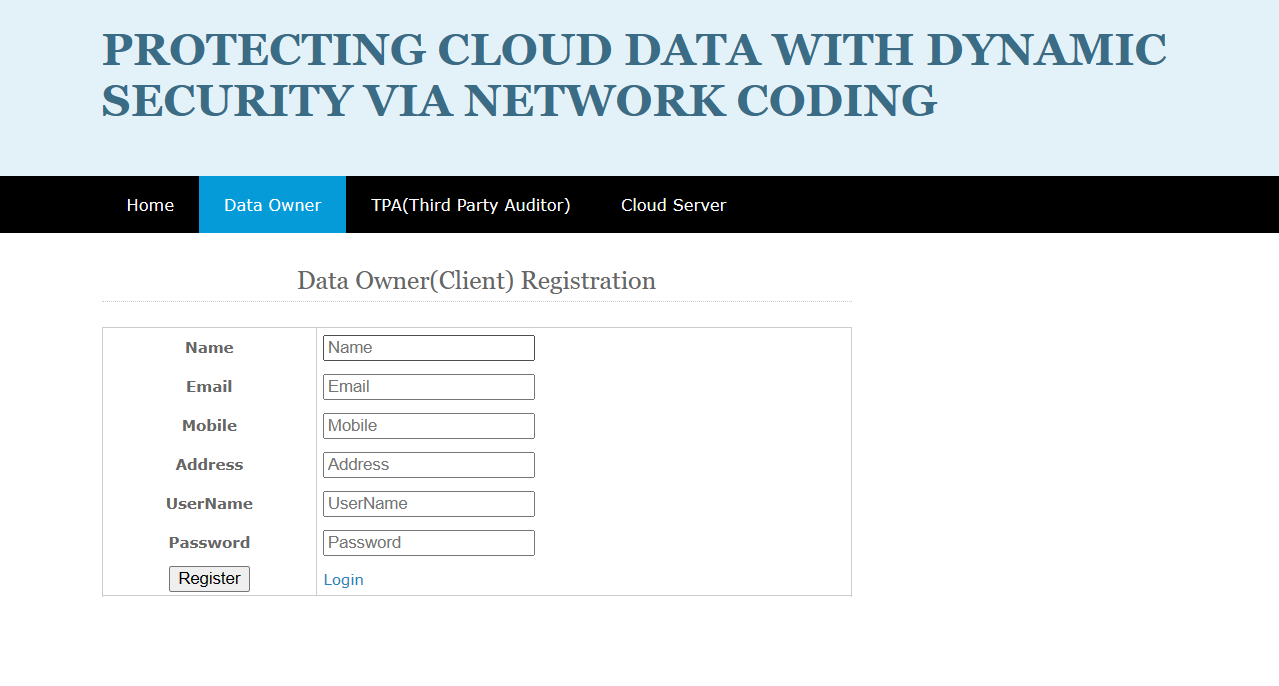 PROTECTING CLOUD DATA WITH DYNAMIC
SECURITY VIA NETWORK CODING
Home Data Owner TPA(Third Party Auditor) Cloud Server
Data Owner(Client) Registration
Name Name
Email Email
Mobile Mobile
Address Address
UserName UserName
Password Password
Register Login